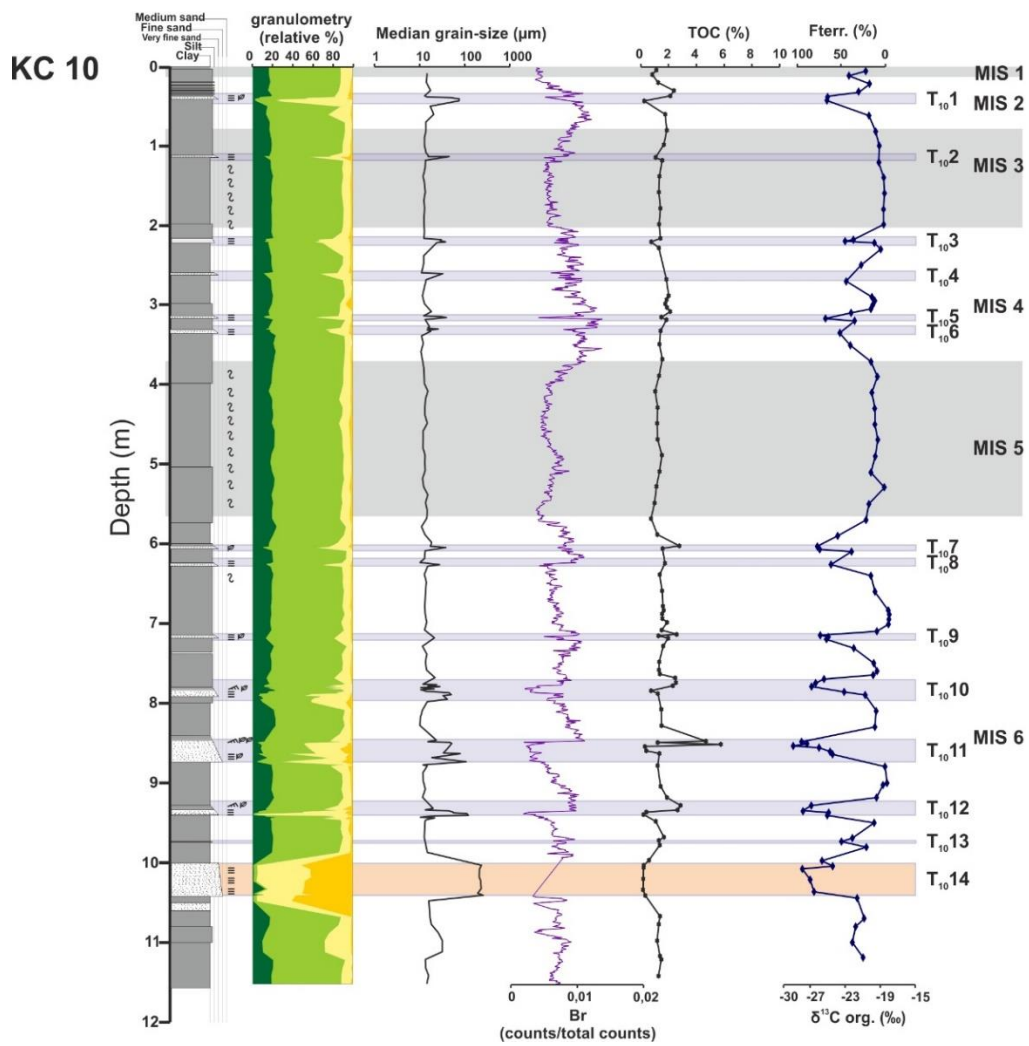 KC 10
Medium sand
Fine sand
Very fine sand
Silt
Clay
granulometry
(relative %)
0 20 40 60 80
Median grain-size (µm)
1 10 100 1000
TOC (%)
0 2 4 6 8 10
Fterr. (%)
100 50 0
Depth (m)
0
1
2
3
4
5
6
7
8
9
10
11
12
MIS 1
T₁₀1
MIS 2
T₁₀2
MIS 3
T₁₀3
T₁₀4
MIS 4
T₁₀5
T₁₀6
MIS 5
T₁₀7
T₁₀8
T₁₀9
T₁₀10
T₁₀11
MIS 6
T₁₀12
T₁₀13
T₁₀14
0 0,01 0,02
Br
(counts/total counts)
-30 -27 -23 -19 -15
δ¹³C org. (‰)